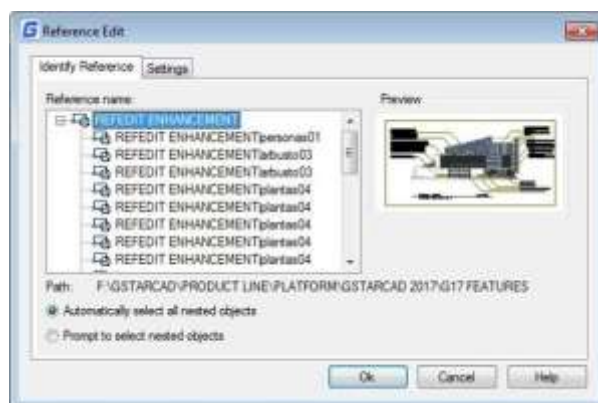 Reference Edit
Identify Reference Settings
Reference name:
Preview
REFEDIT ENHANCEMENT
REFEDIT ENHANCEMENT|personas01
REFEDIT ENHANCEMENT|arbusto03
REFEDIT ENHANCEMENT|arbusto03
REFEDIT ENHANCEMENT|plantas04
REFEDIT ENHANCEMENT|plantas04
REFEDIT ENHANCEMENT|plantas04
REFEDIT ENHANCEMENT|plantas04
Path: F:\GSTARCAD\PRODUCT LINE\PLATFORM\GSTARCAD 2017\G17 FEATURES
Automatically select all nested objects
Prompt to select nested objects
Ok Cancel Help